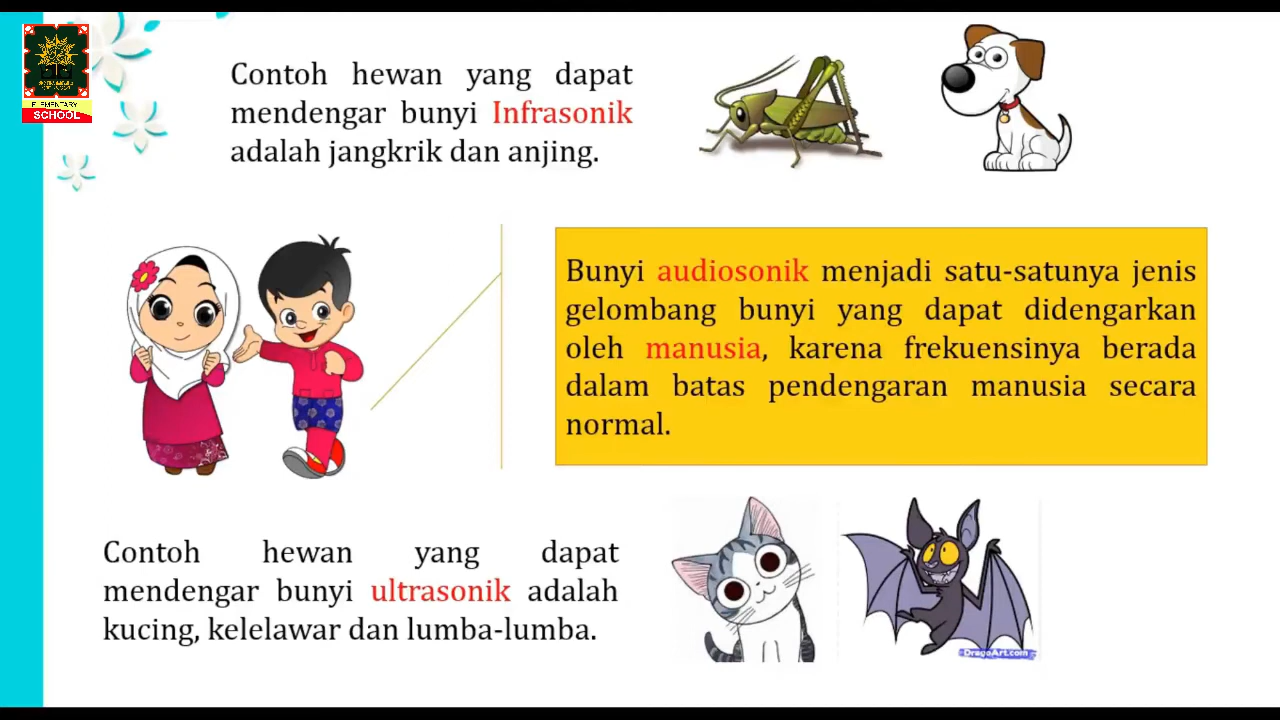 ELEMENTARY
SCHOOL
Contoh hewan yang dapat
mendengar bunyi Infrasonik
adalah jangkrik dan anjing.
Bunyi audiosonik menjadi satu-satunya jenis
gelombang bunyi yang dapat didengarkan
oleh manusia, karena frekuensinya berada
dalam batas pendengaran manusia secara
normal.
Contoh hewan yang dapat
mendengar bunyi ultrasonik adalah
kucing, kelelawar dan lumba-lumba.
DragoArt.com